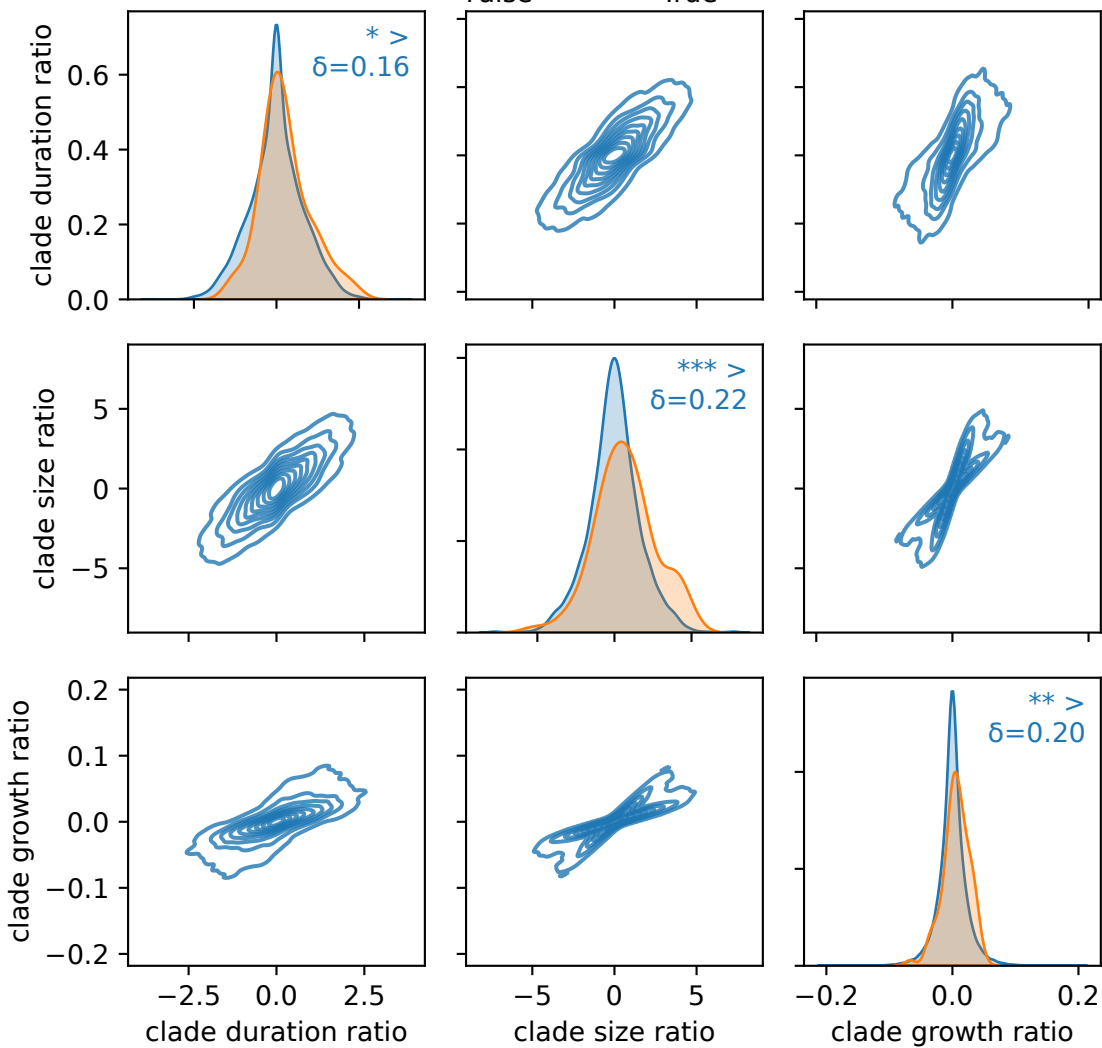 False True
clade duration ratio
0.6
0.4
0.2
0.0
* >
δ=0.16
clade size ratio
5
0
−5
*** >
δ=0.22
clade growth ratio
0.2
0.1
0.0
−0.1
−0.2
** >
δ=0.20
−2.5 0.0 2.5
−5 0 5
−0.2 0.0 0.2
clade duration ratio
clade size ratio
clade growth ratio